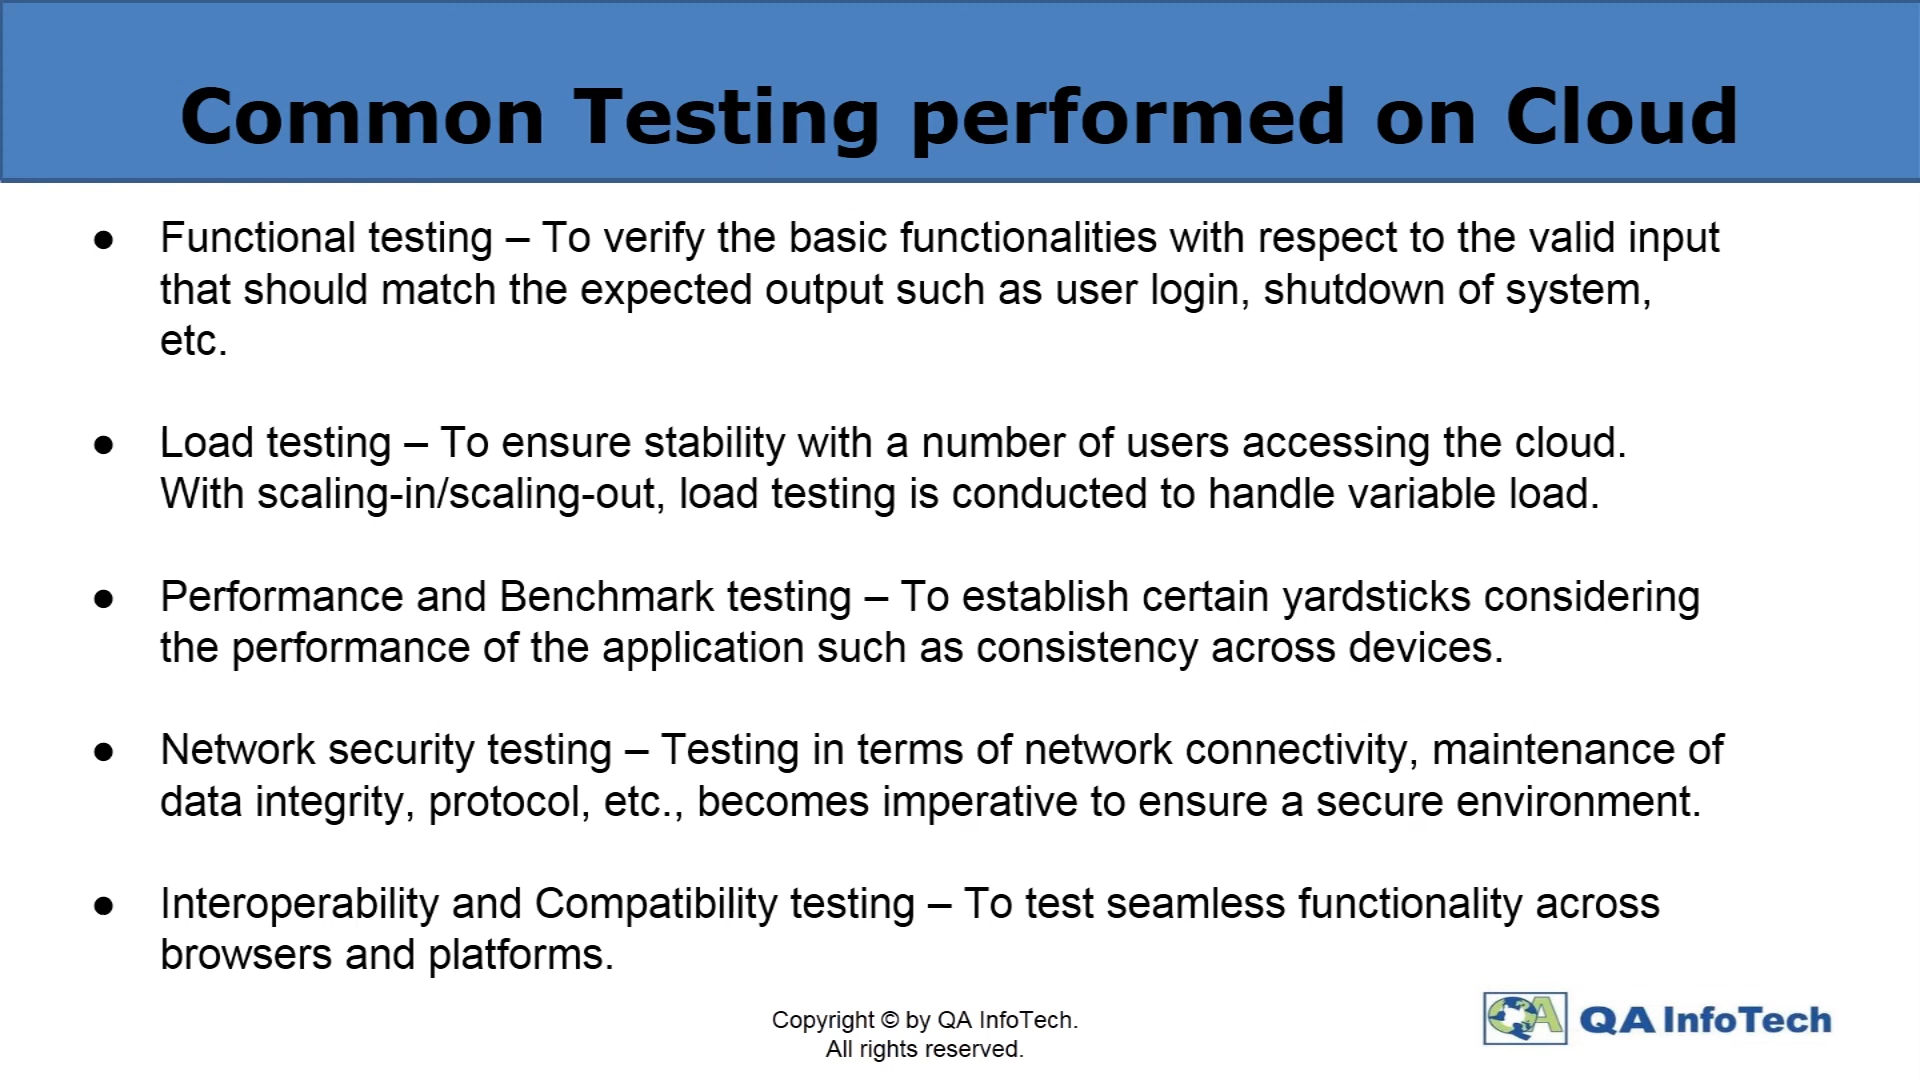 Common Testing performed on Cloud
● Functional testing – To verify the basic functionalities with respect to the valid input
that should match the expected output such as user login, shutdown of system,
etc.
● Load testing – To ensure stability with a number of users accessing the cloud.
With scaling-in/scaling-out, load testing is conducted to handle variable load.
● Performance and Benchmark testing – To establish certain yardsticks considering
the performance of the application such as consistency across devices.
● Network security testing – Testing in terms of network connectivity, maintenance of
data integrity, protocol, etc., becomes imperative to ensure a secure environment.
● Interoperability and Compatibility testing – To test seamless functionality across
browsers and platforms.
Copyright © by QA InfoTech.
All rights reserved.
QA QA InfoTech